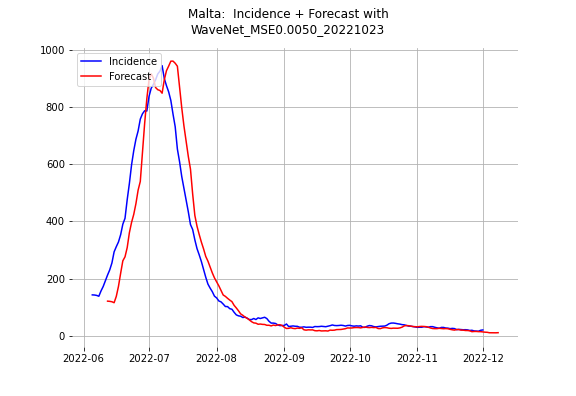 Malta:  Incidence + Forecast with
WaveNet_MSE0.0050_20221023
Incidence
Forecast
1000
800
600
400
200
0
2022-06 2022-07 2022-08 2022-09 2022-10 2022-11 2022-12